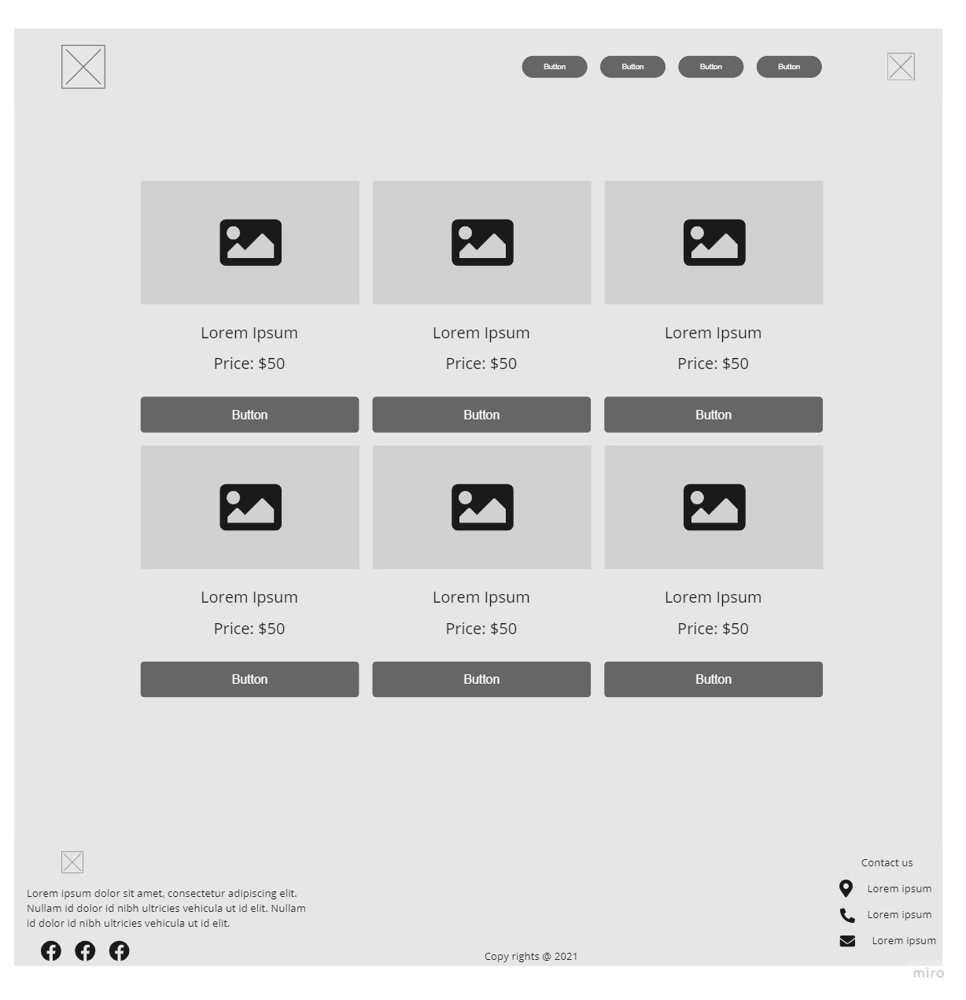 Button Button Button Button
Lorem Ipsum Lorem Ipsum Lorem Ipsum
Price: $50 Price: $50 Price: $50
Button Button Button
Lorem Ipsum Lorem Ipsum Lorem Ipsum
Price: $50 Price: $50 Price: $50
Button Button Button
Lorem ipsum dolor sit amet, consectetur adipiscing elit.
Nullam id dolor id nibh ultricies vehicula ut id elit. Nullam
id dolor id nibh ultricies vehicula ut id elit.
Contact us
Lorem ipsum
Lorem ipsum
Lorem ipsum
Copy rights @ 2021
miro